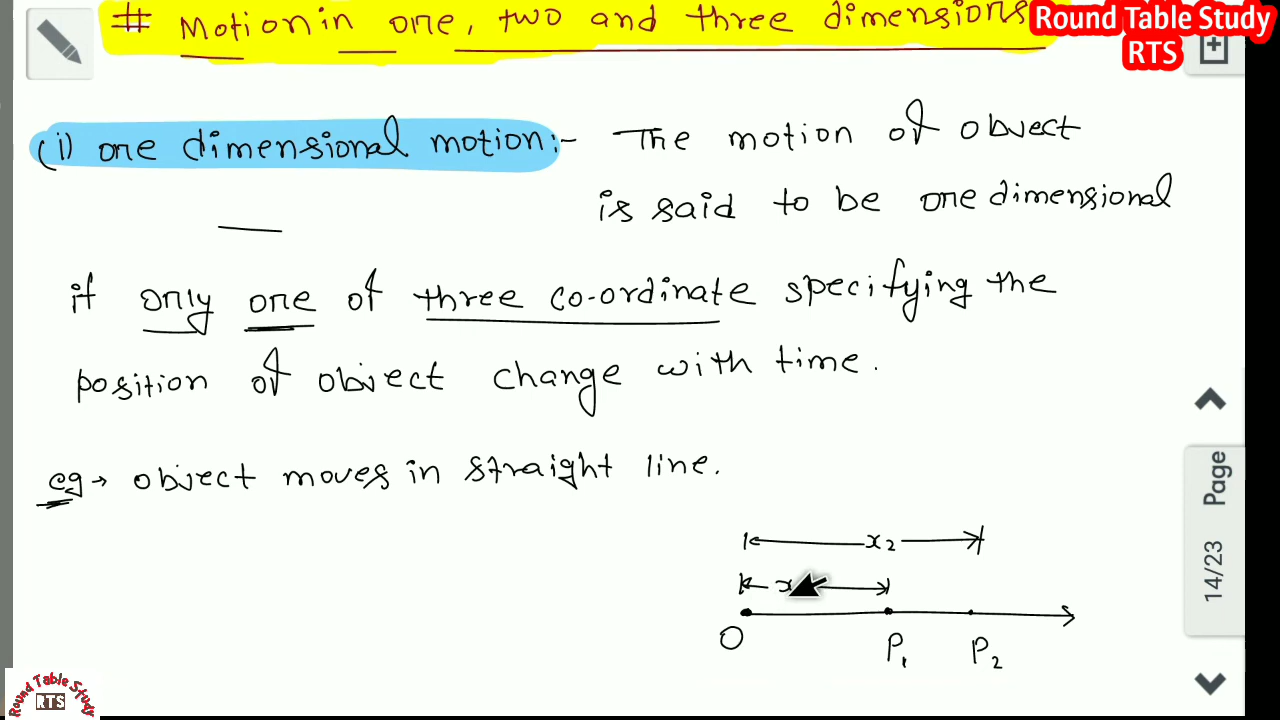 # Motion in one, two and three dimensions
Round Table Study
RTS
(i) one dimensional motion:- The motion of object
is said to be one dimensional
if only one of three co-ordinate specifying the
position of object change with time.
eg → object moves in straight line.
x2
x
O P1 P2
14/23 Page
Round Table Study
RTS